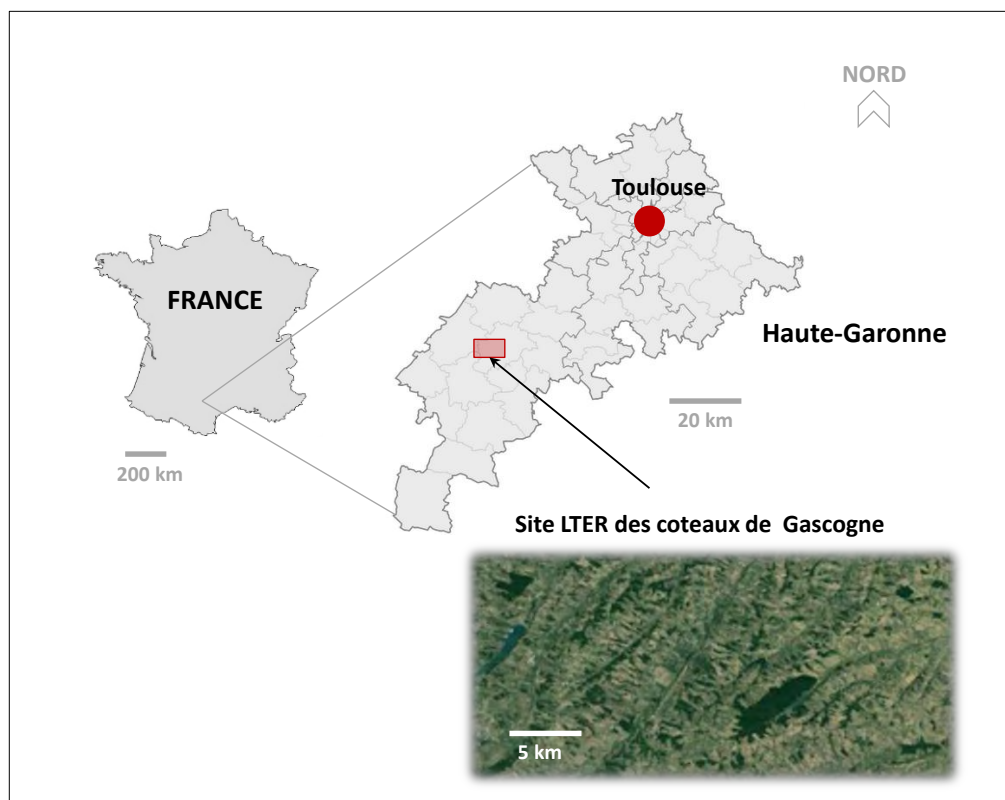 NORD
Toulouse
FRANCE
Haute-Garonne
20 km
200 km
Site LTER des coteaux de Gascogne
5 km